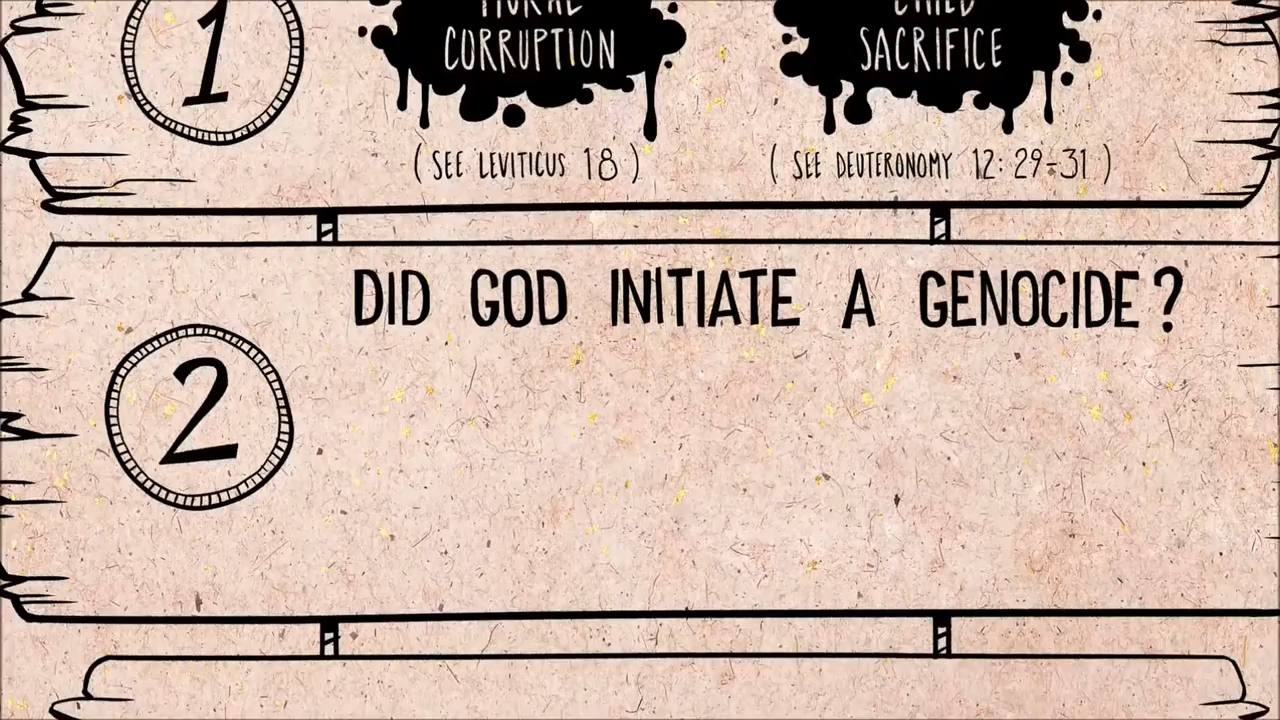 1
CORRUPTION
SACRIFICE
( SEE LEVITICUS 18 )
( SEE DEUTERONOMY 12:29-31 )
DID GOD INITIATE A GENOCIDE?
2